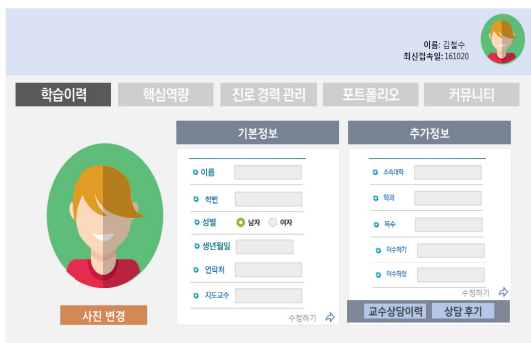 이름: 김철수
최신접속일: 161020
학습이력 핵심역량 진로 경력 관리 포트폴리오 커뮤니티
기본정보
이름
학번
성별 남자 여자
생년월일
연락처
지도교수
수정하기
추가정보
소속대학
학과
복수
이수학기
이수학점
수정하기
사진 변경
교수상담이력 상담 후기